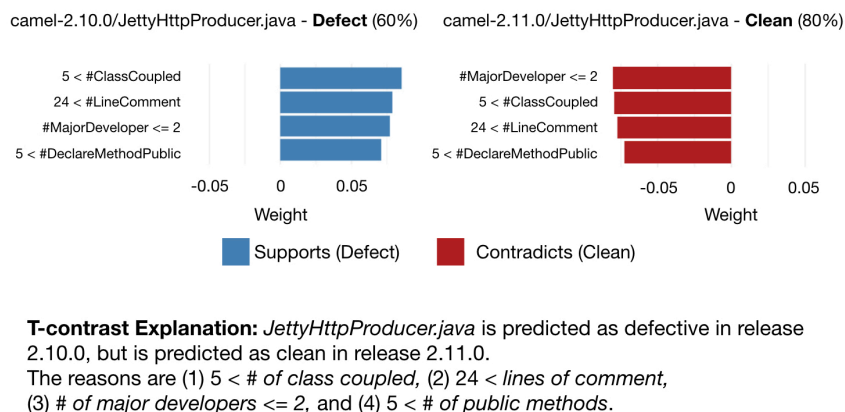 camel-2.10.0/JettyHttpProducer.java - Defect (60%)
5 < #ClassCoupled
24 < #LineComment
#MajorDeveloper <= 2
5 < #DeclareMethodPublic
-0.05 0 0.05
Weight
camel-2.11.0/JettyHttpProducer.java - Clean (80%)
#MajorDeveloper <= 2
5 < #ClassCoupled
24 < #LineComment
5 < #DeclareMethodPublic
-0.05 0 0.05
Weight
Supports (Defect) Contradicts (Clean)
T-contrast Explanation: JettyHttpProducer.java is predicted as defective in release
2.10.0, but is predicted as clean in release 2.11.0.
The reasons are (1) 5 < # of class coupled, (2) 24 < lines of comment,
(3) # of major developers <= 2, and (4) 5 < # of public methods.